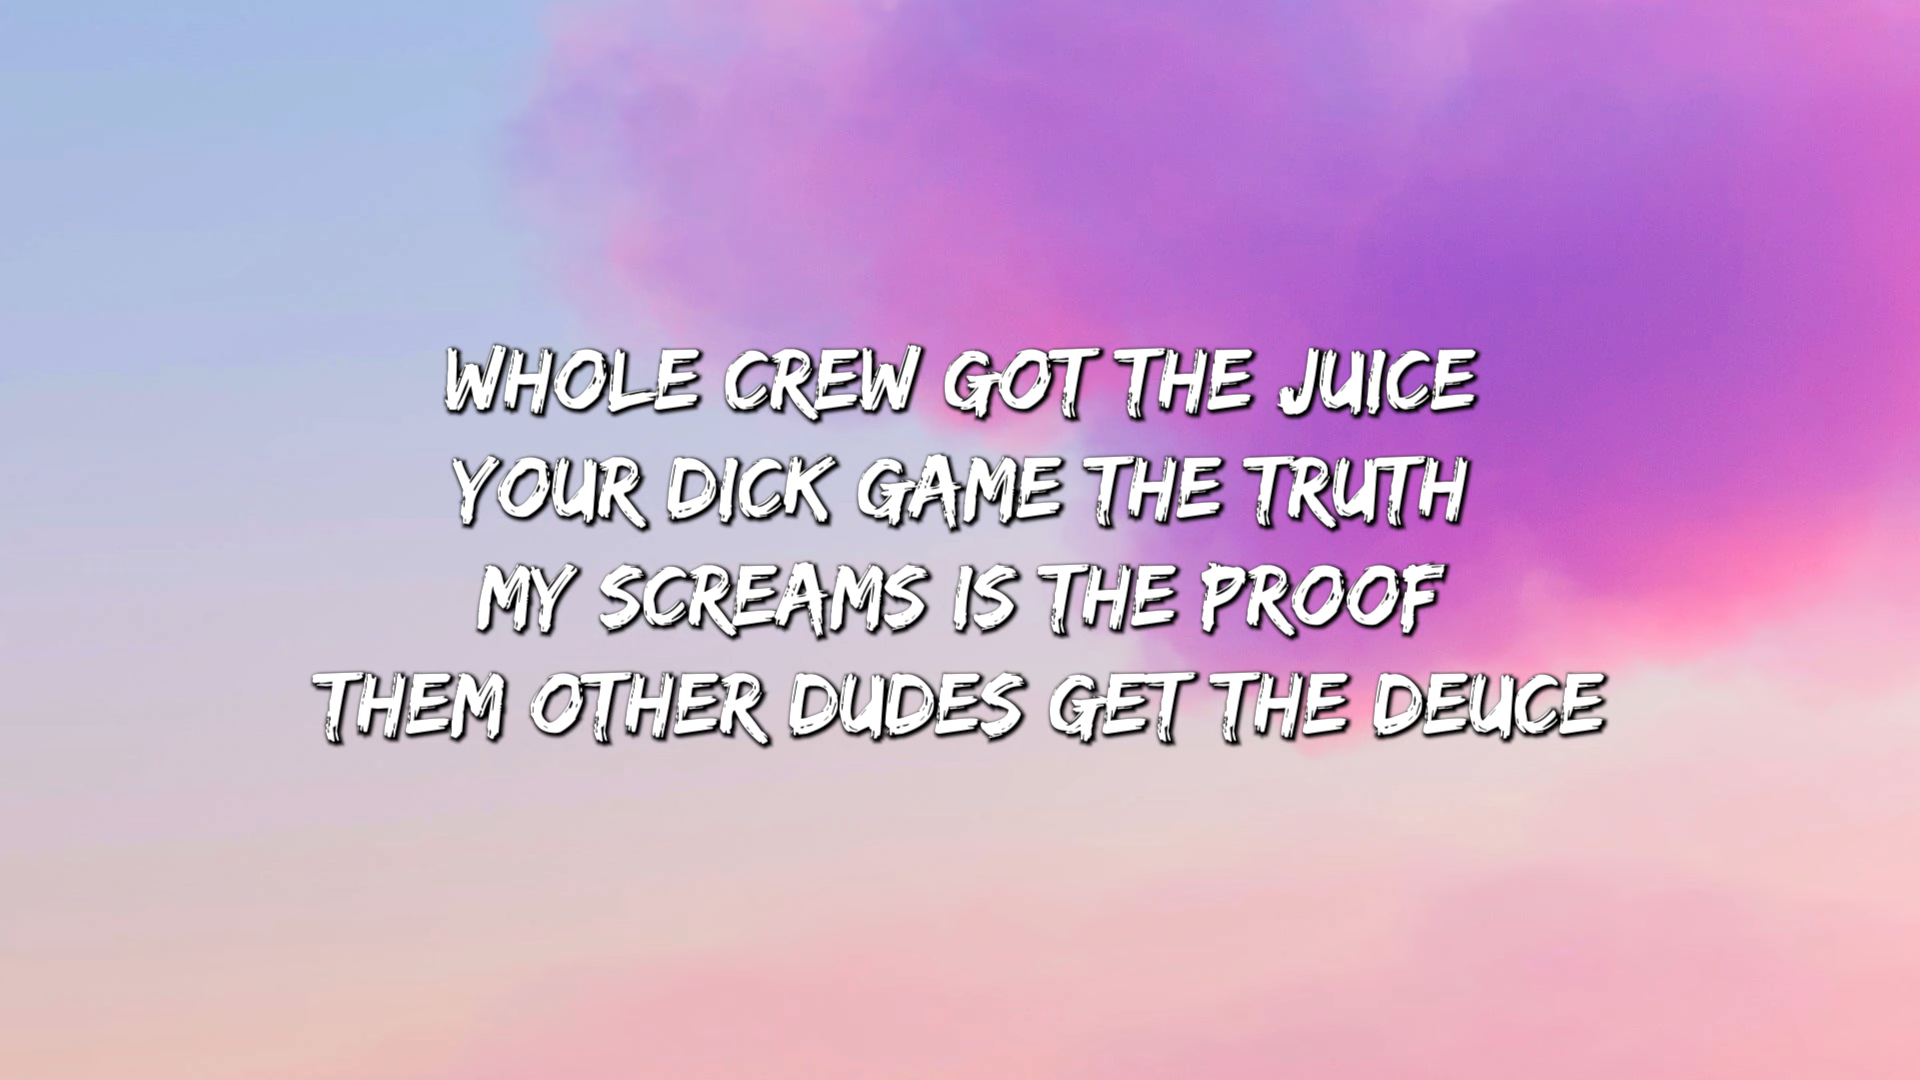 WHOLE CREW GOT THE JUICE
YOUR DICK GAME THE TRUTH
MY SCREAMS IS THE PROOF
THEM OTHER DUDES GET THE DEUCE